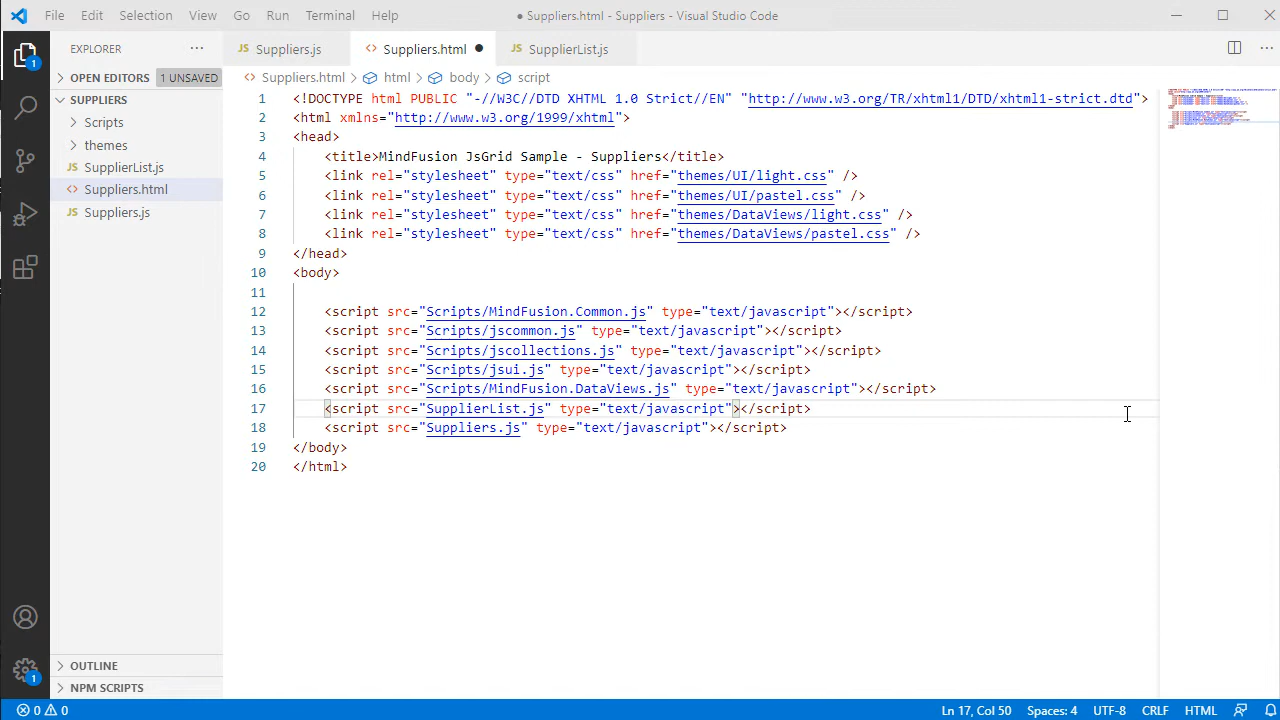 File Edit Selection View Go Run Terminal Help ● Suppliers.html - Suppliers - Visual Studio Code
EXPLORER ···
JS Suppliers.js <> Suppliers.html ● JS SupplierList.js ···
OPEN EDITORS 1 UNSAVED
<> Suppliers.html > html > body > script
SUPPLIERS
Scripts
themes
JS SupplierList.js
<> Suppliers.html
JS Suppliers.js
1 <!DOCTYPE html PUBLIC "-//W3C//DTD XHTML 1.0 Strict//EN" "http://www.w3.org/TR/xhtml1/DTD/xhtml1-strict.dtd">
2 <html xmlns="http://www.w3.org/1999/xhtml">
3 <head>
4 <title>MindFusion JsGrid Sample - Suppliers</title>
5 <link rel="stylesheet" type="text/css" href="themes/UI/light.css" />
6 <link rel="stylesheet" type="text/css" href="themes/UI/pastel.css" />
7 <link rel="stylesheet" type="text/css" href="themes/DataViews/light.css" />
8 <link rel="stylesheet" type="text/css" href="themes/DataViews/pastel.css" />
9 </head>
10 <body>
11
12 <script src="Scripts/MindFusion.Common.js" type="text/javascript"></script>
13 <script src="Scripts/jscommon.js" type="text/javascript"></script>
14 <script src="Scripts/jscollections.js" type="text/javascript"></script>
15 <script src="Scripts/jsui.js" type="text/javascript"></script>
16 <script src="Scripts/MindFusion.DataViews.js" type="text/javascript"></script>
17 <script src="SupplierList.js" type="text/javascript"></script>
18 <script src="Suppliers.js" type="text/javascript"></script>
19 </body>
20 </html>
1
1
OUTLINE
NPM SCRIPTS
0 0 Ln 17, Col 50 Spaces: 4 UTF-8 CRLF HTML